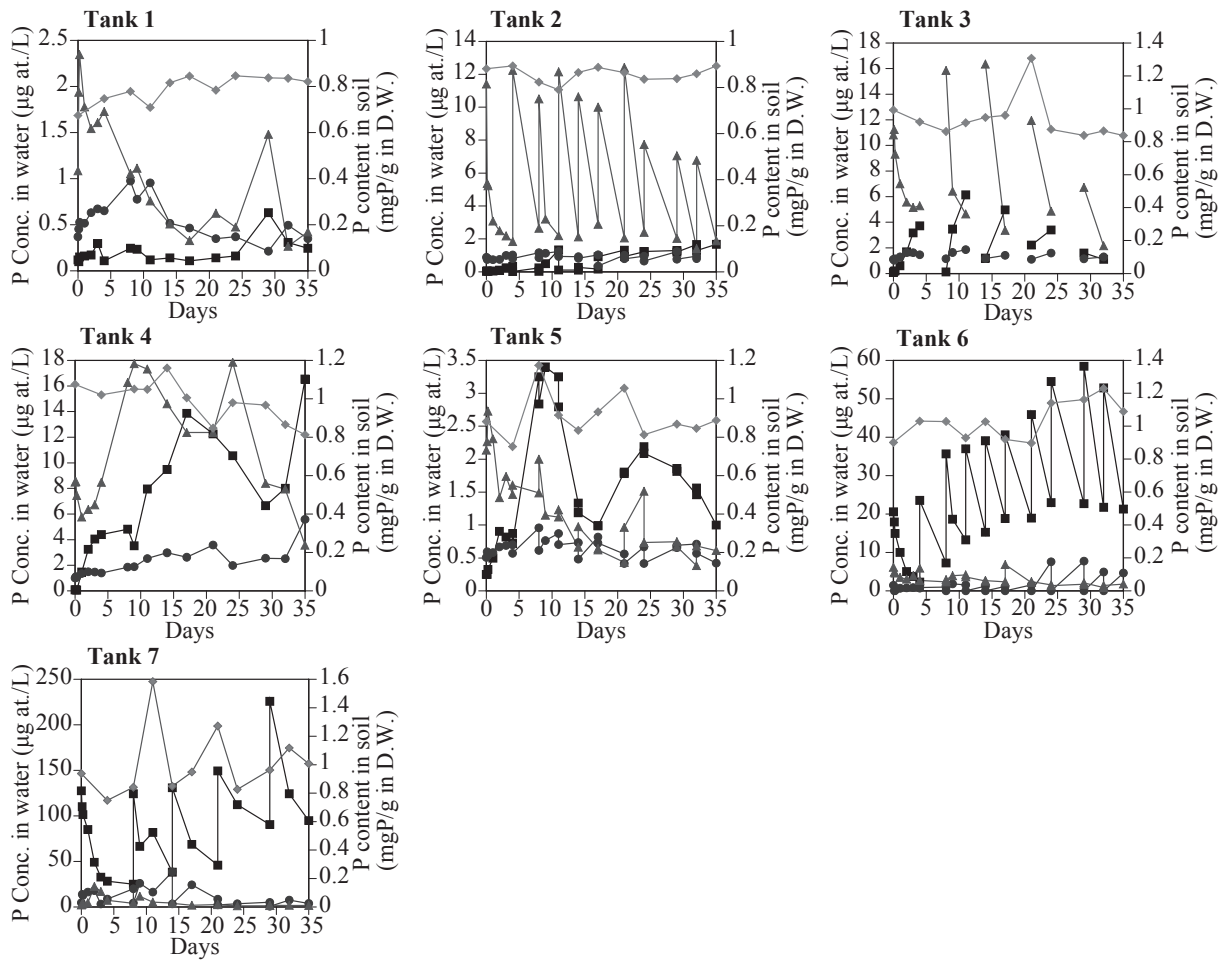 Tank 1
P Conc. in water (µg at./L)
2.5
2
1.5
1
0.5
0
1
0.8
0.6
0.4
0.2
0
P content in soil
(mgP/g in D.W.)
0 5 10 15 20 25 30 35
Days
Tank 2
P Conc. in water (µg at./L)
14
12
10
8
6
4
2
0
1
0.8
0.6
0.4
0.2
0
P content in soil
(mgP/g in D.W.)
0 5 10 15 20 25 30 35
Days
Tank 3
P Conc. in water (µg at./L)
18
16
14
12
10
8
6
4
2
0
1.4
1.2
1
0.8
0.6
0.4
0.2
0
P content in soil
(mgP/g in D.W.)
0 5 10 15 20 25 30 35
Days
Tank 4
P Conc. in water (µg at./L)
18
16
14
12
10
8
6
4
2
0
1.2
1
0.8
0.6
0.4
0.2
0
P content in soil
(mgP/g in D.W.)
0 5 10 15 20 25 30 35
Days
Tank 5
P Conc. in water (µg at./L)
3.5
3
2.5
2
1.5
1
0.5
0
1.2
1
0.8
0.6
0.4
0.2
0
P content in soil
(mgP/g in D.W.)
0 5 10 15 20 25 30 35
Days
Tank 6
P Conc. in water (µg at./L)
60
50
40
30
20
10
0
1.4
1.2
1
0.8
0.6
0.4
0.2
0
P content in soil
(mgP/g in D.W.)
0 5 10 15 20 25 30 35
Days
Tank 7
P Conc. in water (µg at./L)
250
200
150
100
50
0
1.6
1.4
1.2
1
0.8
0.6
0.4
0.2
0
P content in soil
(mgP/g in D.W.)
0 5 10 15 20 25 30 35
Days